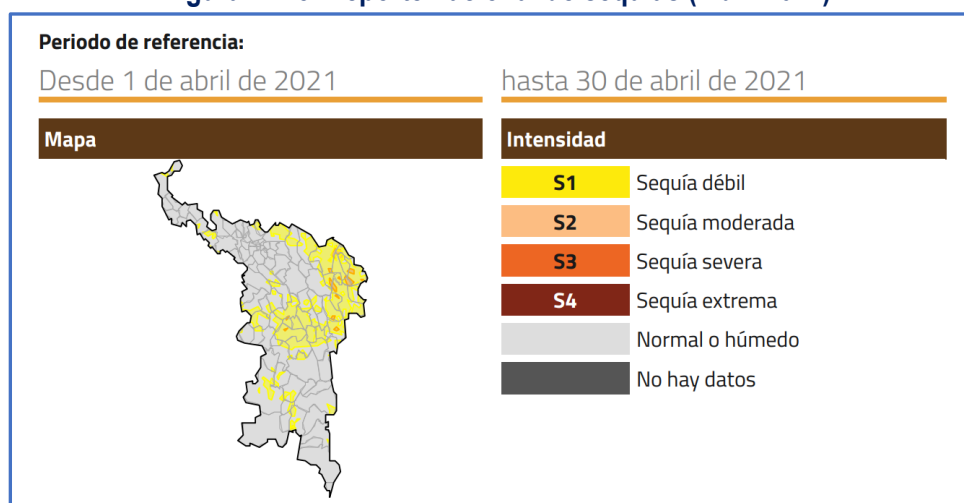 Periodo de referencia:
Desde 1 de abril de 2021
hasta 30 de abril de 2021
Mapa
Intensidad
S1 Sequía débil
S2 Sequía moderada
S3 Sequía severa
S4 Sequía extrema
Normal o húmedo
No hay datos